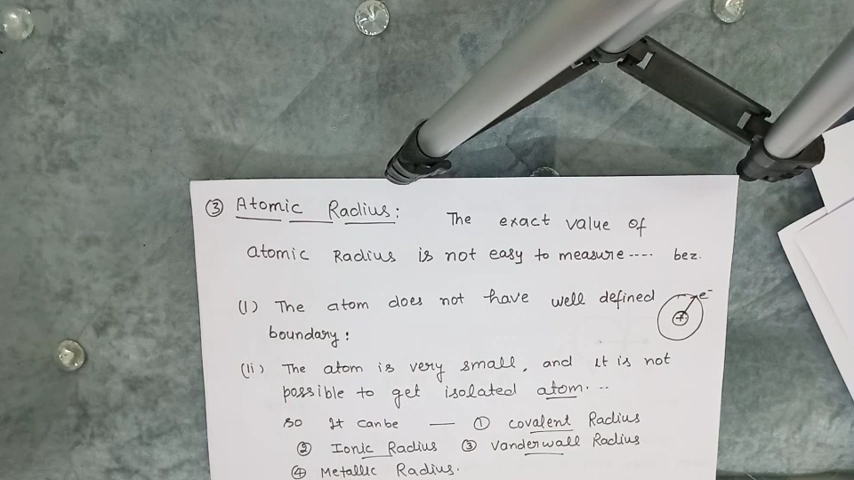 ③ Atomic Radius: The exact value of
atomic Radius is not easy to measure---- bez.
(i) The atom does not have well defined
boundary:
(ii) The atom is very small, and it is not
possible to get isolated atom. ..
so It canbe — ① covalent Radius
② Ionic Radius ③ Vanderwall Radius
④ Metallic Radius.
+ e-